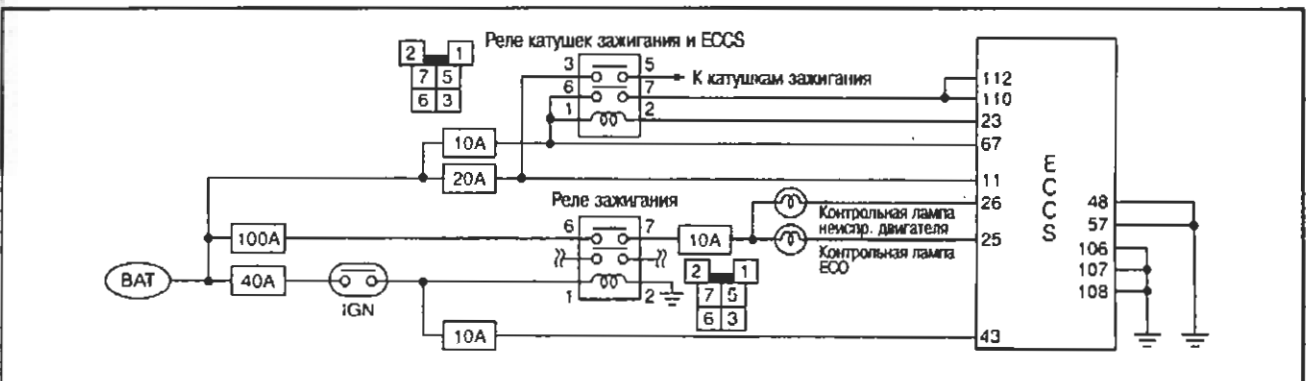 Реле катушек зажигания и ECCS
2 1
7 5
6 3
3 5
К катушкам зажигания
6 7
1 2
112
110
23
10A
67
20A
11
Реле зажигания
26
Контрольная лампа
неиспр. двигателя
6 7
100A
10A
25
Контрольная лампа
ECO
ECCS
48
57
106
107
108
BAT
40A
iGN
1 2
2 1
7 5
6 3
10A
43